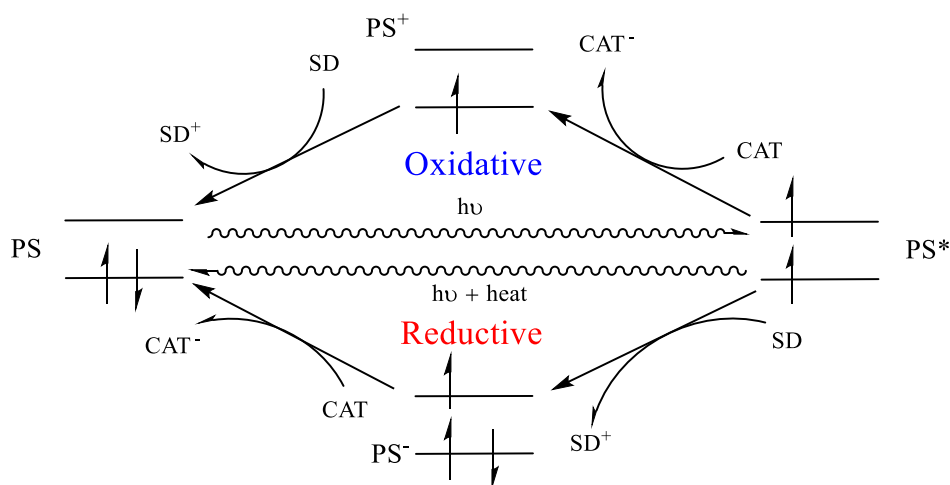 PS⁺
CAT⁻
SD
SD⁺
CAT
Oxidative
hυ
PS
PS*
hυ + heat
Reductive
CAT⁻
SD
CAT
SD⁺
PS⁻